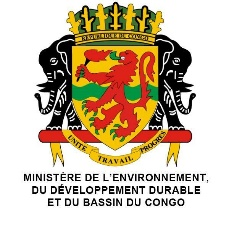 RÉPUBLIQUE DU CONGO
UNITÉ TRAVAIL PROGRÈS
MINISTÈRE DE L'ENVIRONNEMENT,
DU DÉVELOPPEMENT DURABLE
ET DU BASSIN DU CONGO